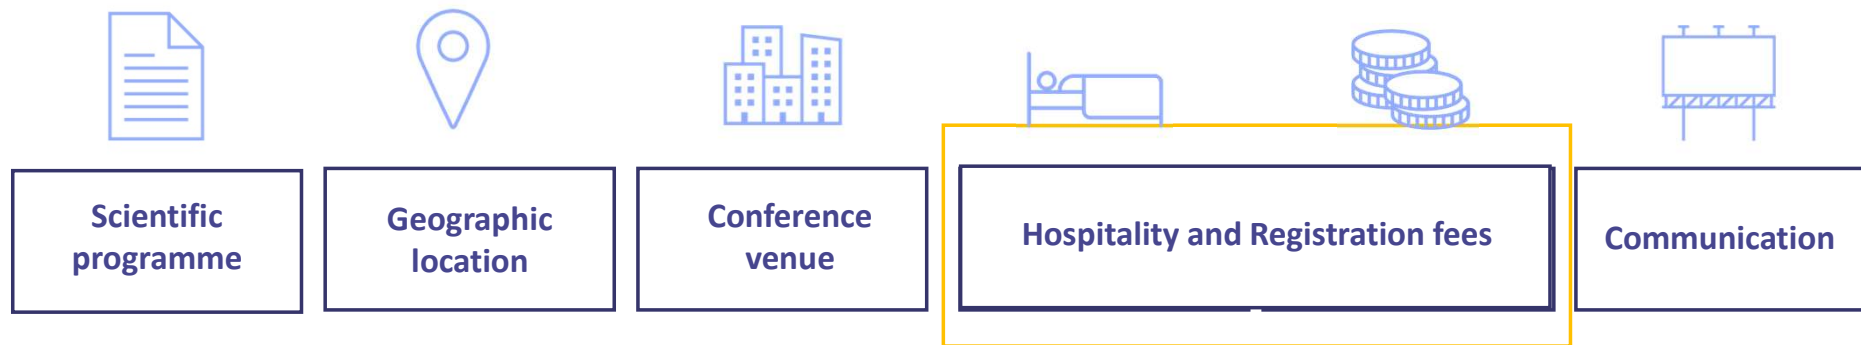 Scientific
programme
Geographic
location
Conference
venue
Hospitality and Registration fees
Communication